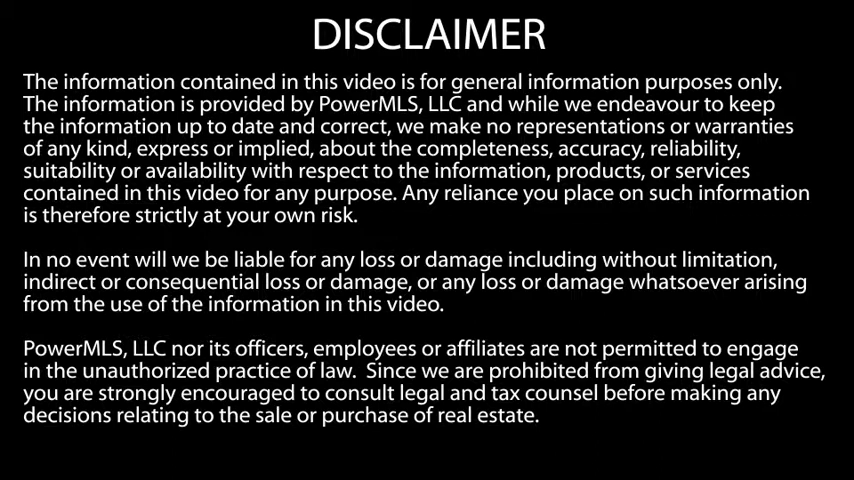 DISCLAIMER
The information contained in this video is for general information purposes only.
The information is provided by PowerMLS, LLC and while we endeavour to keep
the information up to date and correct, we make no representations or warranties
of any kind, express or implied, about the completeness, accuracy, reliability,
suitability or availability with respect to the information, products, or services
contained in this video for any purpose. Any reliance you place on such information
is therefore strictly at your own risk.
In no event will we be liable for any loss or damage including without limitation,
indirect or consequential loss or damage, or any loss or damage whatsoever arising
from the use of the information in this video.
PowerMLS, LLC nor its officers, employees or affiliates are not permitted to engage
in the unauthorized practice of law.  Since we are prohibited from giving legal advice,
you are strongly encouraged to consult legal and tax counsel before making any
decisions relating to the sale or purchase of real estate.